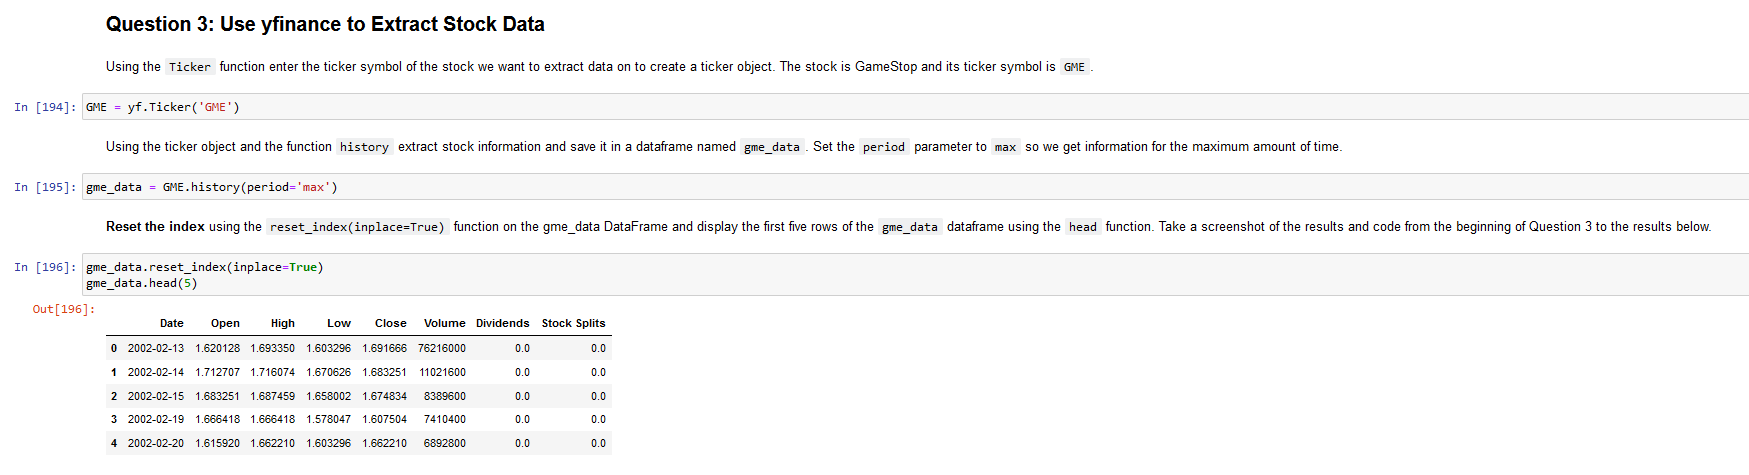 Question 3: Use yfinance to Extract Stock Data
Using the Ticker function enter the ticker symbol of the stock we want to extract data on to create a ticker object. The stock is GameStop and its ticker symbol is GME .
In [194]: GME = yf.Ticker('GME')
Using the ticker object and the function history extract stock information and save it in a dataframe named gme_data . Set the period parameter to max so we get information for the maximum amount of time.
In [195]: gme_data = GME.history(period='max')
Reset the index using the reset_index(inplace=True) function on the gme_data DataFrame and display the first five rows of the gme_data dataframe using the head function. Take a screenshot of the results and code from the beginning of Question 3 to the results below.
In [196]: gme_data.reset_index(inplace=True)
gme_data.head(5)
Out[196]:
Date Open High Low Close Volume Dividends Stock Splits
0 2002-02-13 1.620128 1.693350 1.603296 1.691666 76216000 0.0 0.0
1 2002-02-14 1.712707 1.716074 1.670626 1.683251 11021600 0.0 0.0
2 2002-02-15 1.683251 1.687459 1.658002 1.674834 8389600 0.0 0.0
3 2002-02-19 1.666418 1.666418 1.578047 1.607504 7410400 0.0 0.0
4 2002-02-20 1.615920 1.662210 1.603296 1.662210 6892800 0.0 0.0